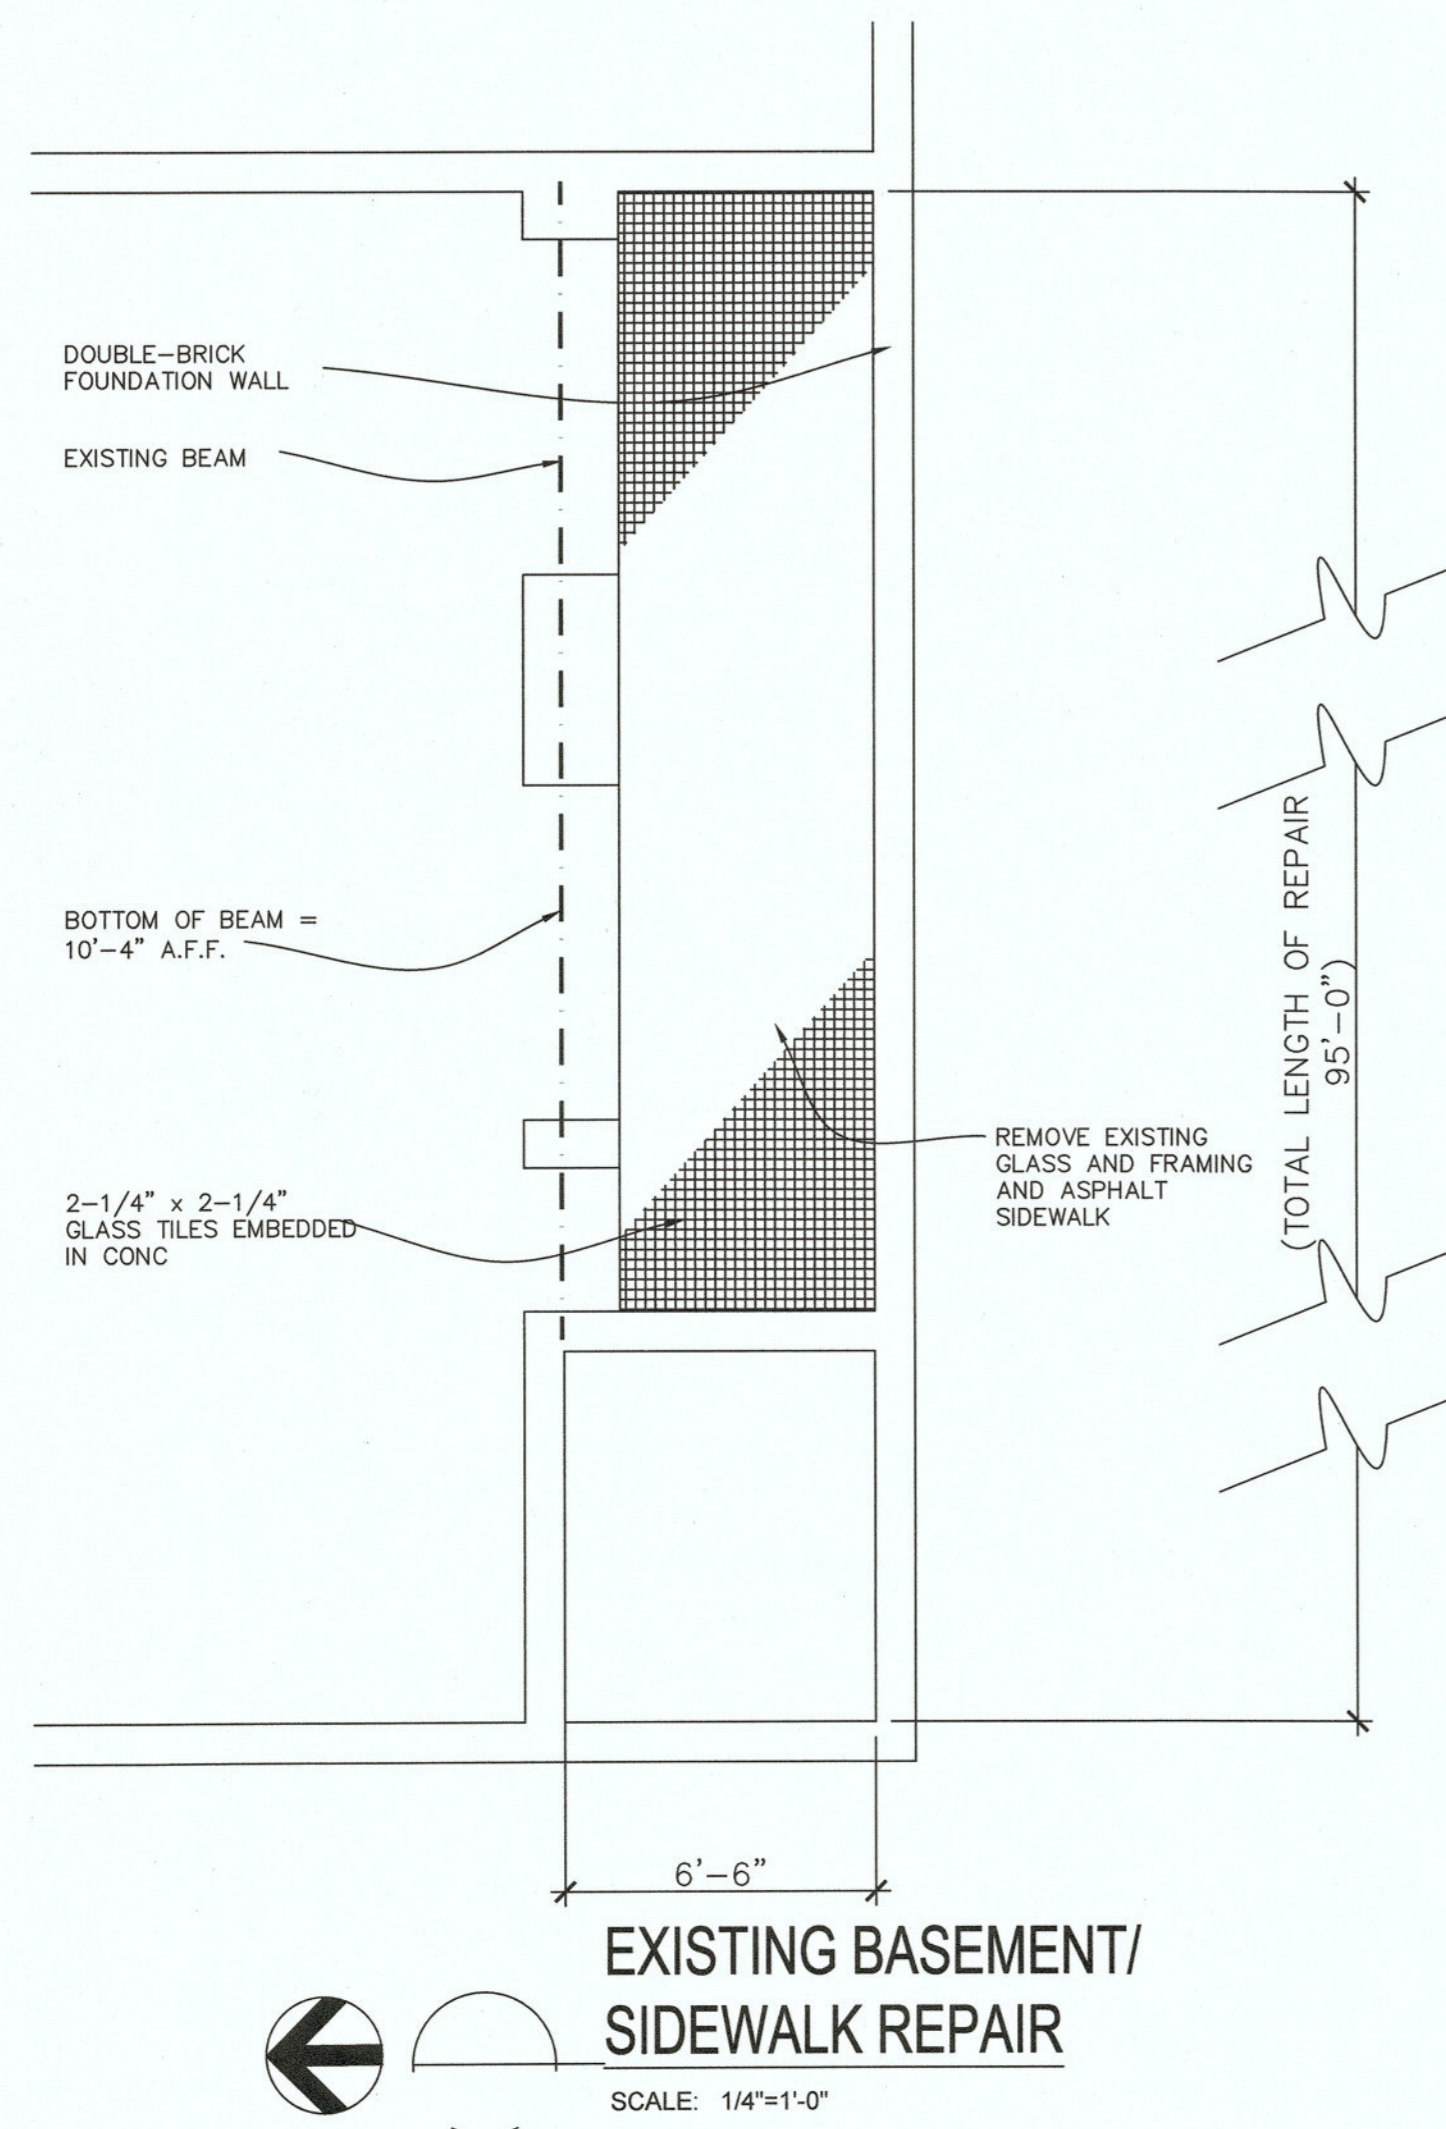 DOUBLE-BRICK
FOUNDATION WALL
EXISTING BEAM
BOTTOM OF BEAM =
10'-4" A.F.F.
2-1/4" x 2-1/4"
GLASS TILES EMBEDDED
IN CONC
REMOVE EXISTING
GLASS AND FRAMING
AND ASPHALT
SIDEWALK
(TOTAL LENGTH OF REPAIR
95'-0")
6'-6"
EXISTING BASEMENT/
SIDEWALK REPAIR
SCALE: 1/4"=1'-0"